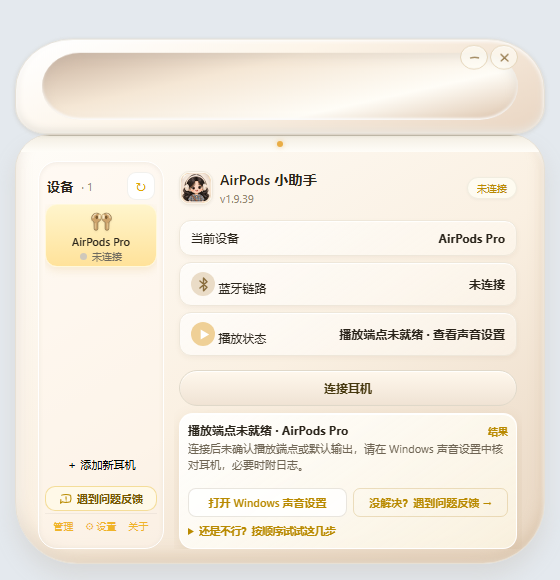 设备 · 1
AirPods Pro
未连接
+ 添加新耳机
遇到问题反馈
管理 设置 关于
AirPods 小助手
v1.9.39
未连接
当前设备 AirPods Pro
蓝牙链路 未连接
播放状态 播放端点未就绪 · 查看声音设置
连接耳机
播放端点未就绪 · AirPods Pro 结果
连接后未确认播放端点或默认输出，请在 Windows 声音设置中核
对耳机，必要时附日志。
打开 Windows 声音设置 没解决？遇到问题反馈 →
还是不行？按顺序试试这几步